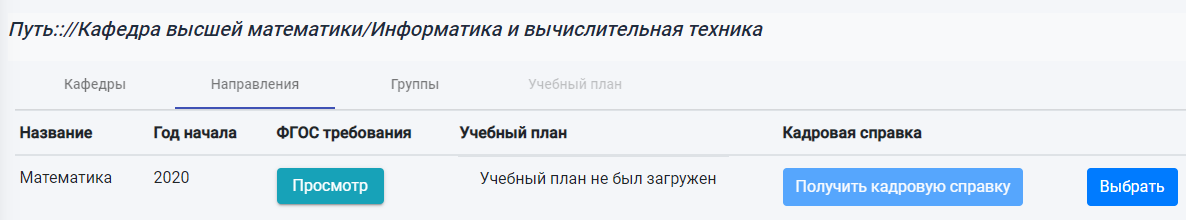 Путь:://Кафедра высшей математики/Информатика и вычислительная техника
Кафедры Направления Группы Учебный план
Название Год начала ФГОС требования Учебный план Кадровая справка
Математика 2020 Просмотр Учебный план не был загружен Получить кадровую справку Выбрать